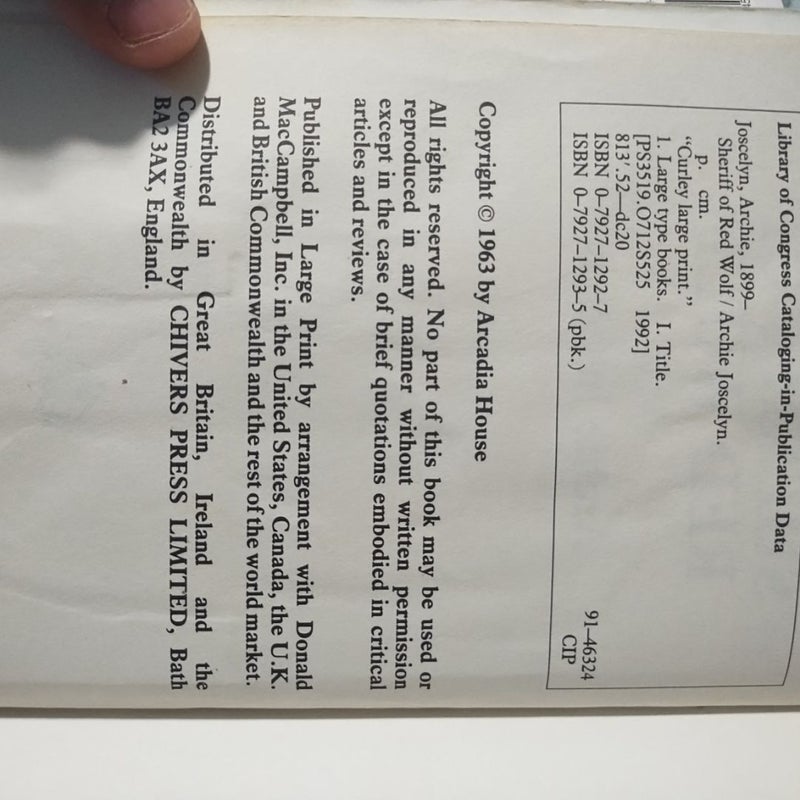 Library of Congress Cataloging-in-Publication Data
Joscelyn, Archie, 1899–
Sheriff of Red Wolf / Archie Joscelyn.
p. cm.
“Curley large print.”
1. Large type books. I. Title.
[PS3519.O712S525 1992]
813′.52—dc20
91–46324
ISBN 0–7927–1292–7
CIP
ISBN 0–7927–1293–5 (pbk.)
Copyright © 1963 by Arcadia House
All rights reserved. No part of this book may be used or
reproduced in any manner without written permission
except in the case of brief quotations embodied in critical
articles and reviews.
Published in Large Print by arrangement with Donald
MacCampbell, Inc. in the United States, Canada, the U.K.
and British Commonwealth and the rest of the world market.
Distributed in Great Britain, Ireland and the
Commonwealth by CHIVERS PRESS LIMITED, Bath
BA2 3AX, England.